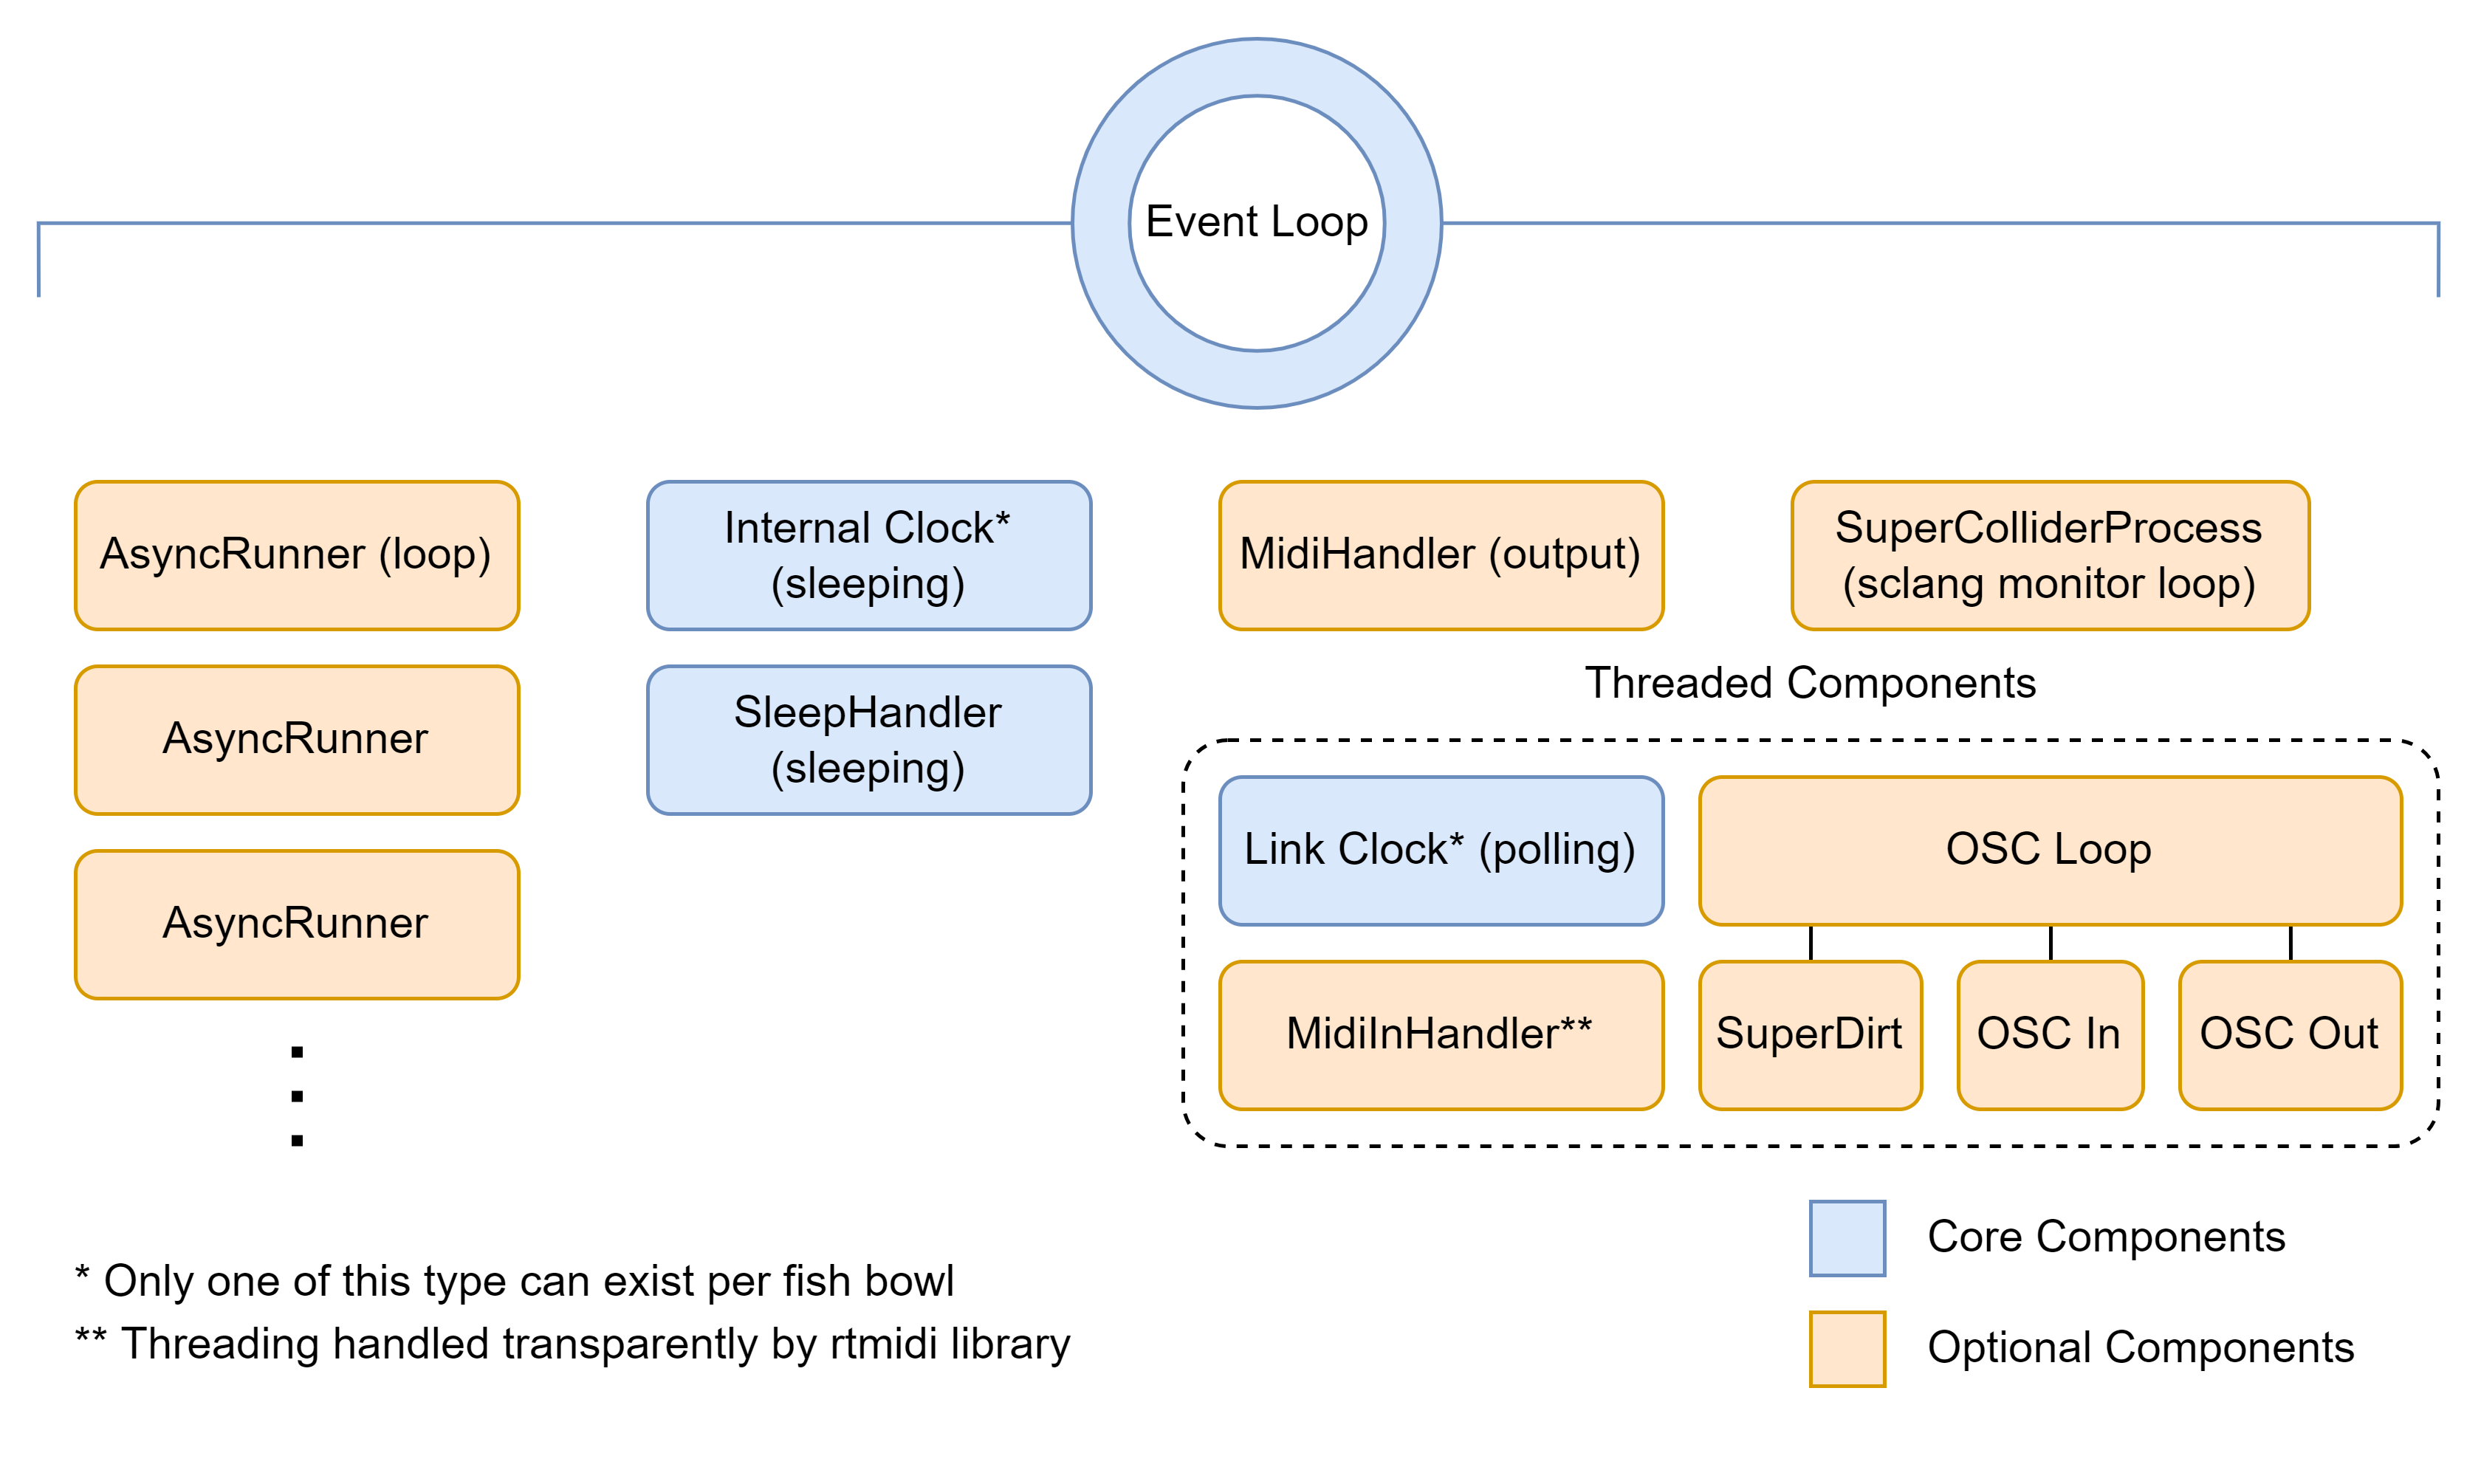 Event Loop
AsyncRunner (loop)
Internal Clock*
(sleeping)
MidiHandler (output)
SuperColliderProcess
(sclang monitor loop)
AsyncRunner
SleepHandler
(sleeping)
Threaded Components
AsyncRunner
Link Clock* (polling)
OSC Loop
MidiInHandler**
SuperDirt
OSC In
OSC Out
Core Components
Optional Components
* Only one of this type can exist per fish bowl
** Threading handled transparently by rtmidi library